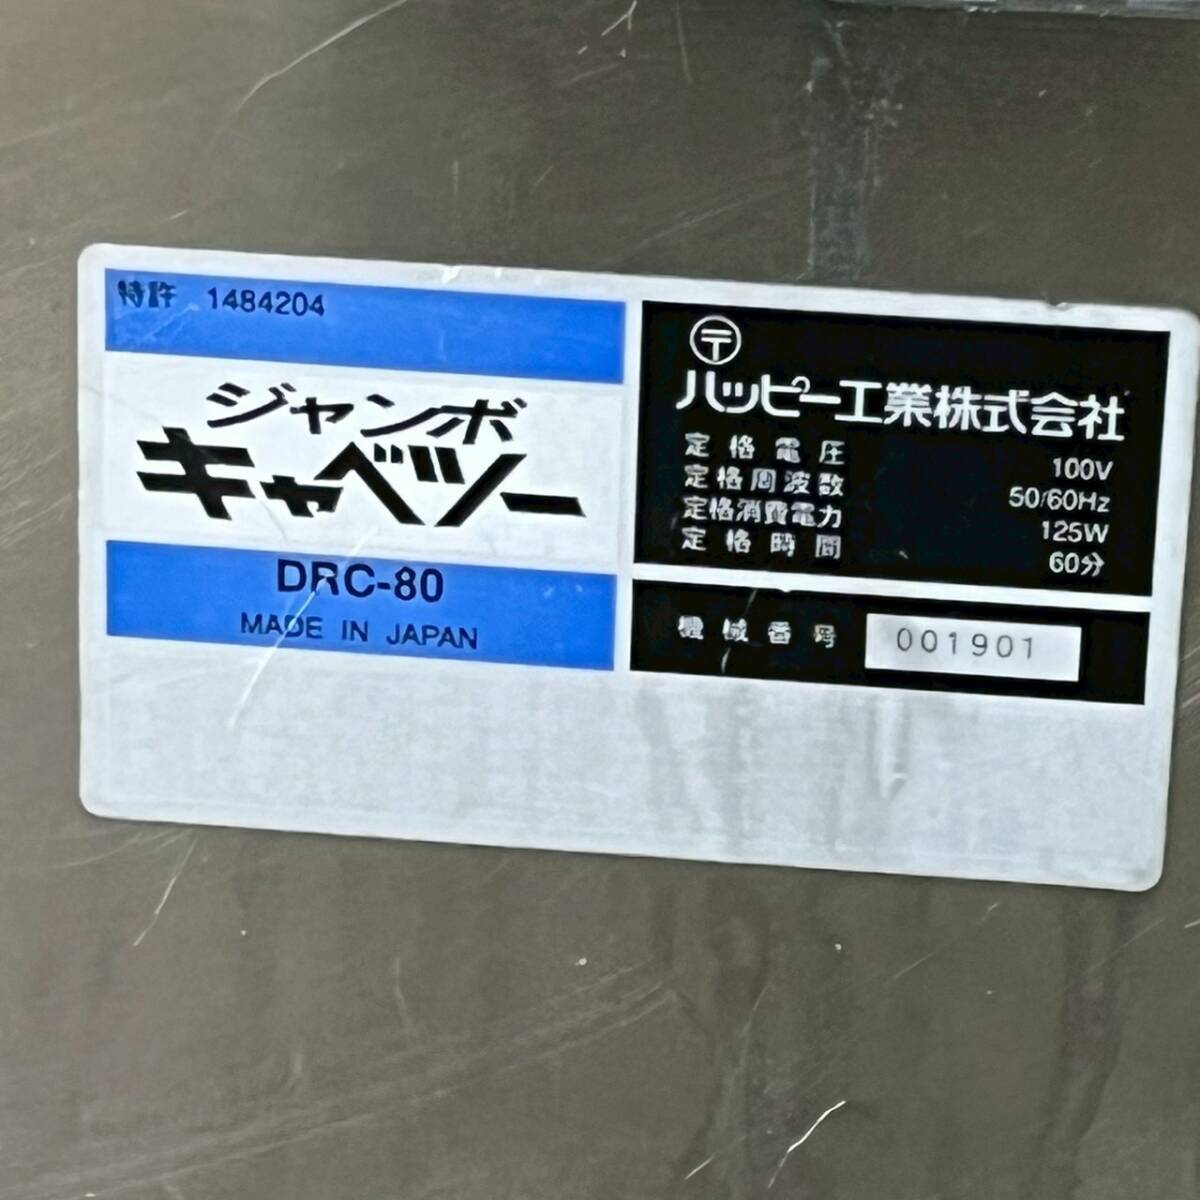 特許 1484204
ジャンボ
キャベツー
DRC-80
MADE IN JAPAN
〒
ハッピー工業株式会社
定格電圧 100V
定格周波数 50/60Hz
定格消費電力 125W
定格時間 60分
機械番号 001901